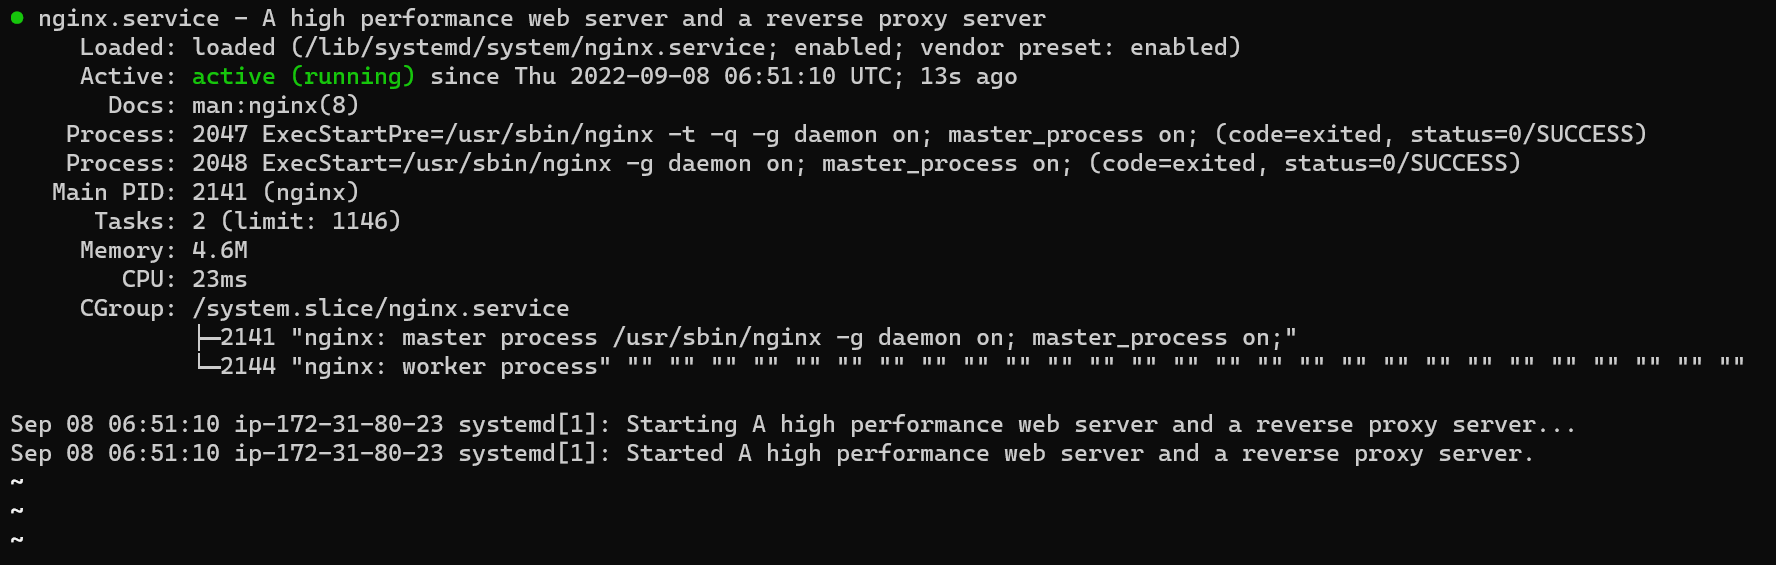 ● nginx.service - A high performance web server and a reverse proxy server
     Loaded: loaded (/lib/systemd/system/nginx.service; enabled; vendor preset: enabled)
     Active: active (running) since Thu 2022-09-08 06:51:10 UTC; 13s ago
       Docs: man:nginx(8)
    Process: 2047 ExecStartPre=/usr/sbin/nginx -t -q -g daemon on; master_process on; (code=exited, status=0/SUCCESS)
    Process: 2048 ExecStart=/usr/sbin/nginx -g daemon on; master_process on; (code=exited, status=0/SUCCESS)
   Main PID: 2141 (nginx)
      Tasks: 2 (limit: 1146)
     Memory: 4.6M
        CPU: 23ms
     CGroup: /system.slice/nginx.service
             ├─2141 "nginx: master process /usr/sbin/nginx -g daemon on; master_process on;"
             └─2144 "nginx: worker process" "" "" "" "" "" "" "" "" "" "" "" "" "" "" "" "" "" "" "" "" "" "" "" "" "" "" ""

Sep 08 06:51:10 ip-172-31-80-23 systemd[1]: Starting A high performance web server and a reverse proxy server...
Sep 08 06:51:10 ip-172-31-80-23 systemd[1]: Started A high performance web server and a reverse proxy server.
~
~
~